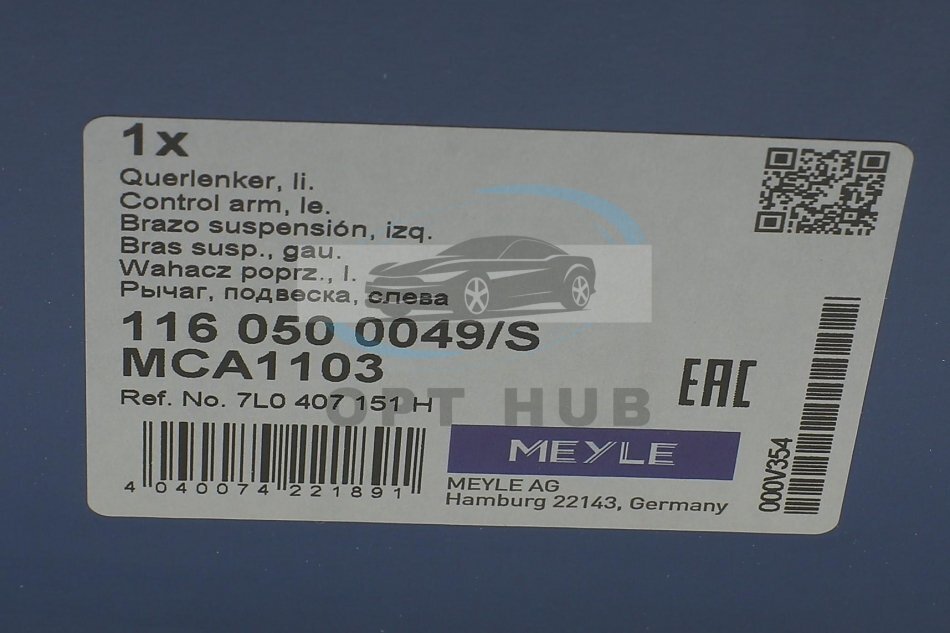 1x
Querlenker, li.
Control arm, le.
Brazo suspensión, izq.
Bras susp., gau.
Wahacz poprz., l.
Рычаг, подвеска, слева
116 050 0049/S
MCA1103
Ref. No. 7L0 407 151 H
OPT HUB
EAC
4 040074 221891
MEYLE
MEYLE AG
Hamburg 22143, Germany
000V354